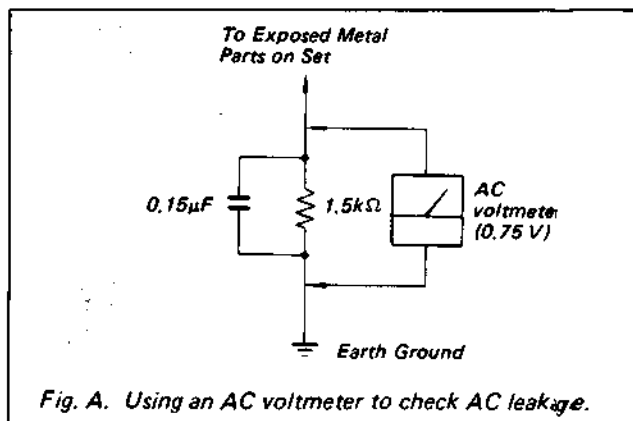 To Exposed Metal
Parts on Set
0.15µF
1.5kΩ
AC
voltmeter
(0.75 V)
Earth Ground
Fig. A. Using an AC voltmeter to check AC leakage.